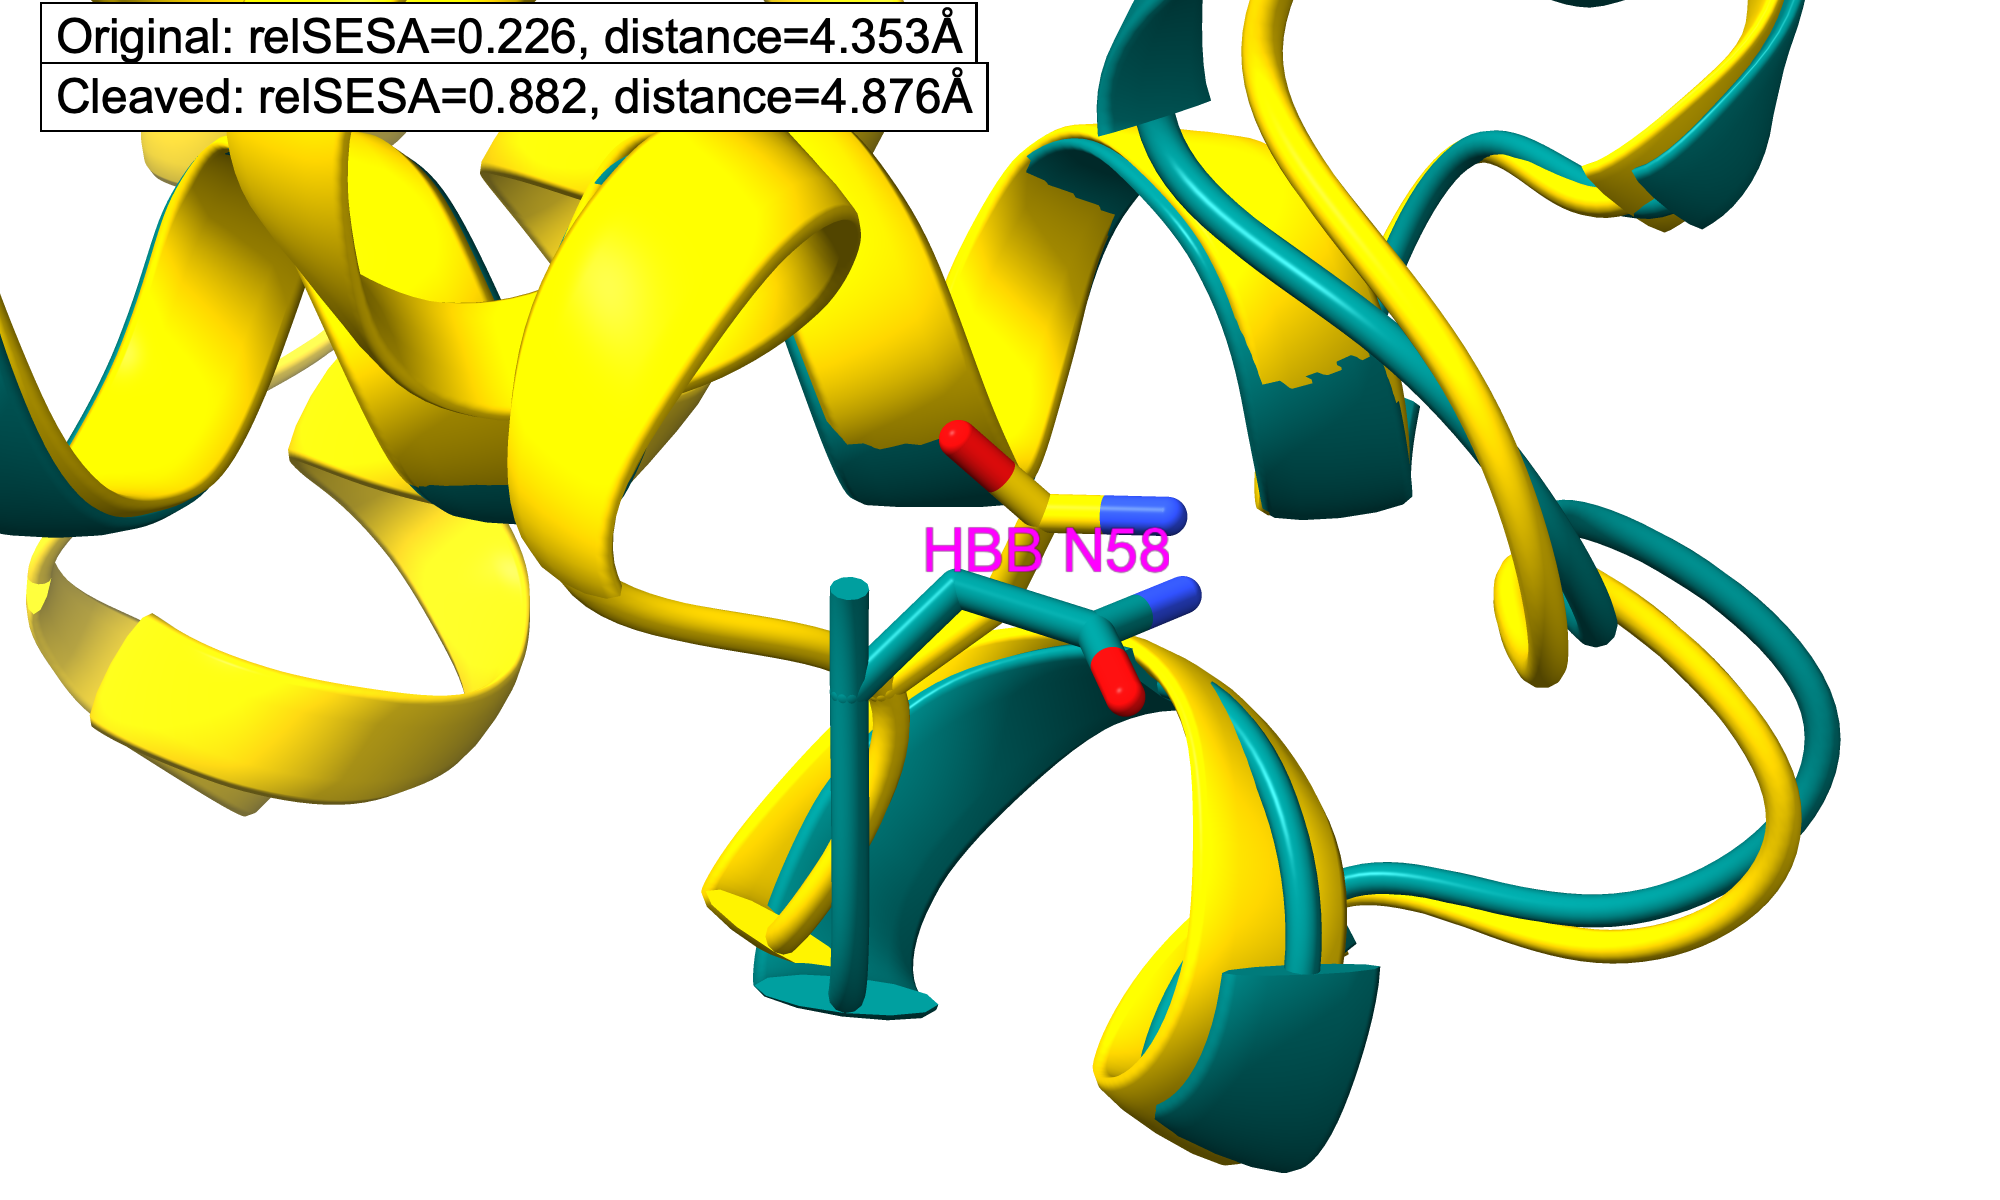 Original: relSESA=0.226, distance=4.353Å
Cleaved: relSESA=0.882, distance=4.876Å
HBB N58